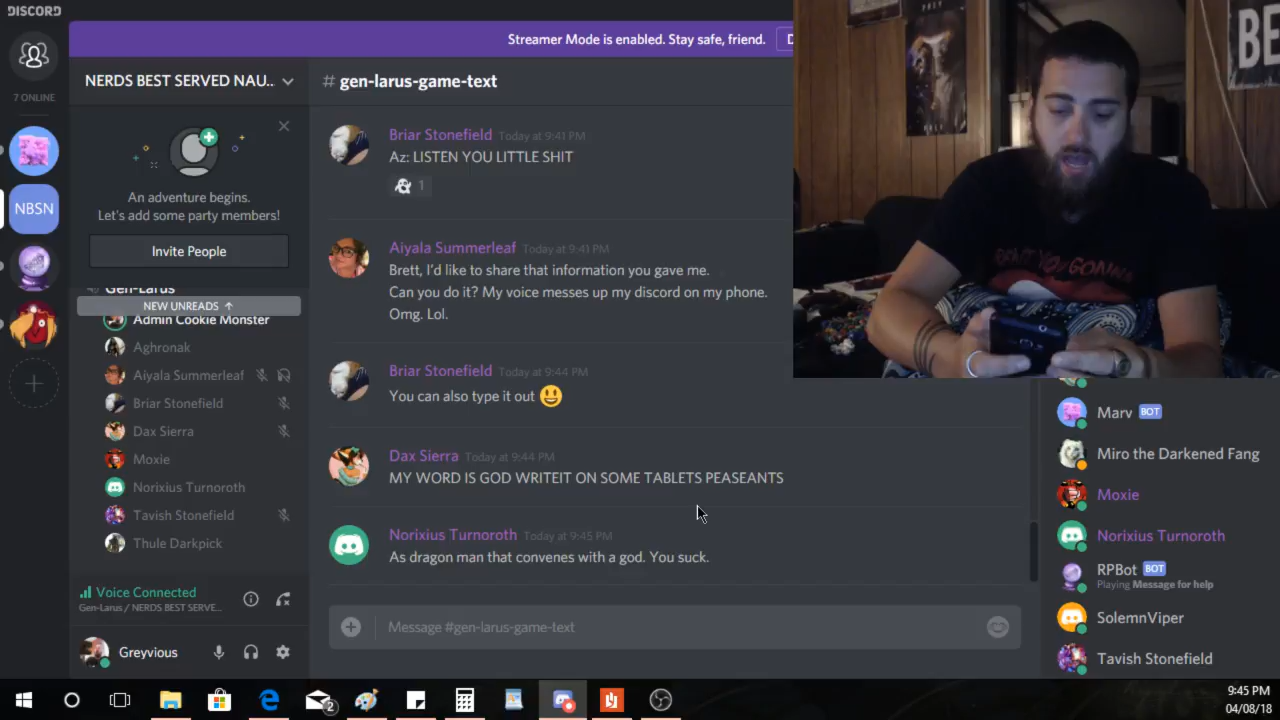 DISCORD
Streamer Mode is enabled. Stay safe, friend.
D
7 ONLINE
NBSN
NERDS BEST SERVED NAU...
An adventure begins.
Let's add some party members!
Invite People
Gen-Larus
NEW UNREADS ↑
Admin Cookie Monster
Aghronak
Aiyala Summerleaf
Briar Stonefield
Dax Sierra
Moxie
Norixius Turnoroth
Tavish Stonefield
Thule Darkpick
Voice Connected
Gen-Larus / NERDS BEST SERVE...
Greyvious
# gen-larus-game-text
Briar Stonefield Today at 9:41 PM
Az: LISTEN YOU LITTLE SHIT
1
Aiyala Summerleaf Today at 9:41 PM
Brett, I'd like to share that information you gave me.
Can you do it? My voice messes up my discord on my phone.
Omg. Lol.
Briar Stonefield Today at 9:44 PM
You can also type it out 😃
Dax Sierra Today at 9:44 PM
MY WORD IS GOD WRITEIT ON SOME TABLETS PEASEANTS
Norixius Turnoroth Today at 9:45 PM
As dragon man that convenes with a god. You suck.
Message #gen-larus-game-text
BE
Marv BOT
Miro the Darkened Fang
Moxie
Norixius Turnoroth
RPBot BOT
Playing Message for help
SolemnViper
Tavish Stonefield
2
9:45 PM
04/08/18